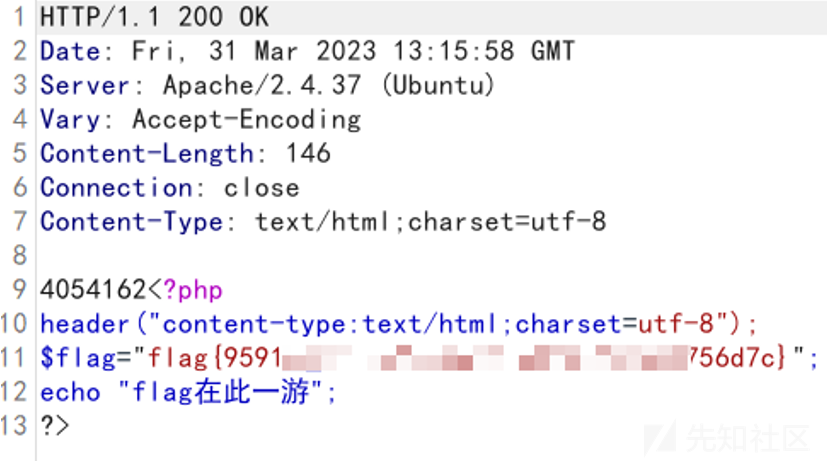 1 HTTP/1.1 200 OK
2 Date: Fri, 31 Mar 2023 13:15:58 GMT
3 Server: Apache/2.4.37 (Ubuntu)
4 Vary: Accept-Encoding
5 Content-Length: 146
6 Connection: close
7 Content-Type: text/html;charset=utf-8
8
9 4054162<?php
10 header("content-type:text/html;charset=utf-8");
11 $flag="flag{9591 756d7c}";
12 echo "flag在此一游";
13 ?>
先知社区